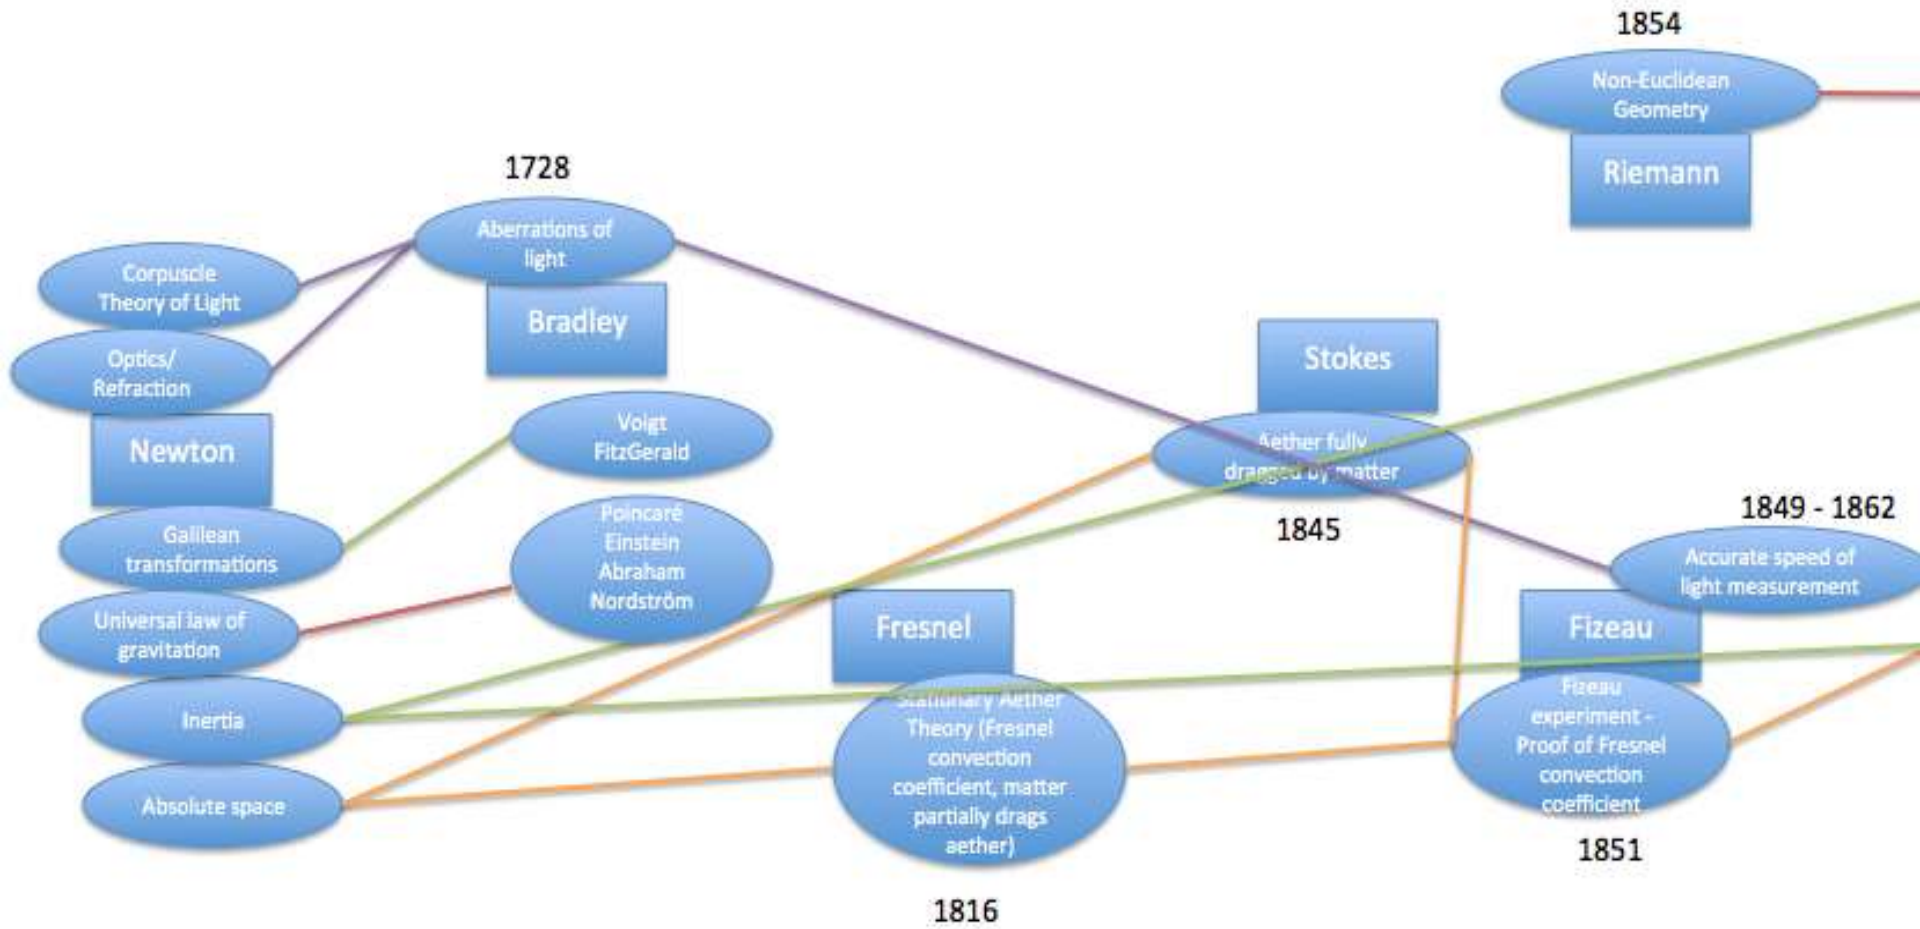 1854
Non-Euclidean
Geometry
Riemann
1728
Aberrations of
light
Bradley
Corpuscle
Theory of Light
Optics/
Refraction
Newton
Galilean
transformations
Universal law of
gravitation
Inertia
Absolute space
Voigt
FitzGerald
Poincaré
Einstein
Abraham
Nordström
Fresnel
Stationary Aether
Theory (Fresnel
convection
coefficient, matter
partially drags
aether)
1816
Stokes
Aether fully
dragged by matter
1845
1849 - 1862
Accurate speed of
light measurement
Fizeau
Fizeau
experiment -
Proof of Fresnel
convection
coefficient
1851